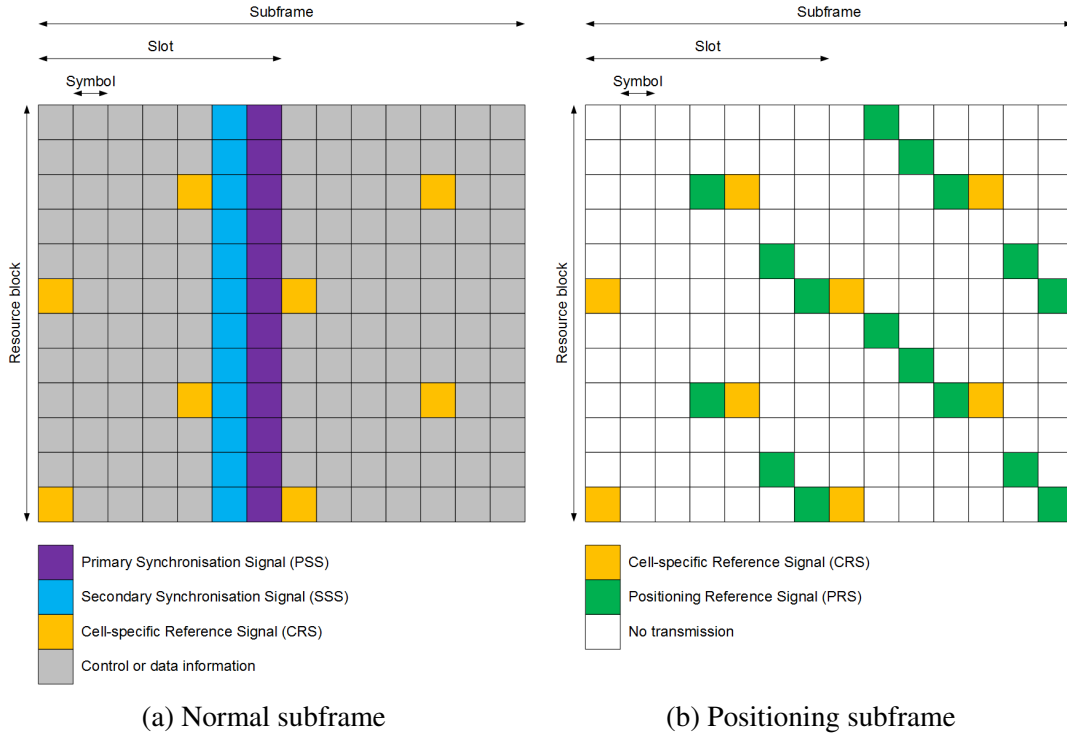 Subframe
Slot
Symbol
Resource block
Primary Synchronisation Signal (PSS)
Secondary Synchronisation Signal (SSS)
Cell-specific Reference Signal (CRS)
Control or data information
(a) Normal subframe
Subframe
Slot
Symbol
Resource block
Cell-specific Reference Signal (CRS)
Positioning Reference Signal (PRS)
No transmission
(b) Positioning subframe